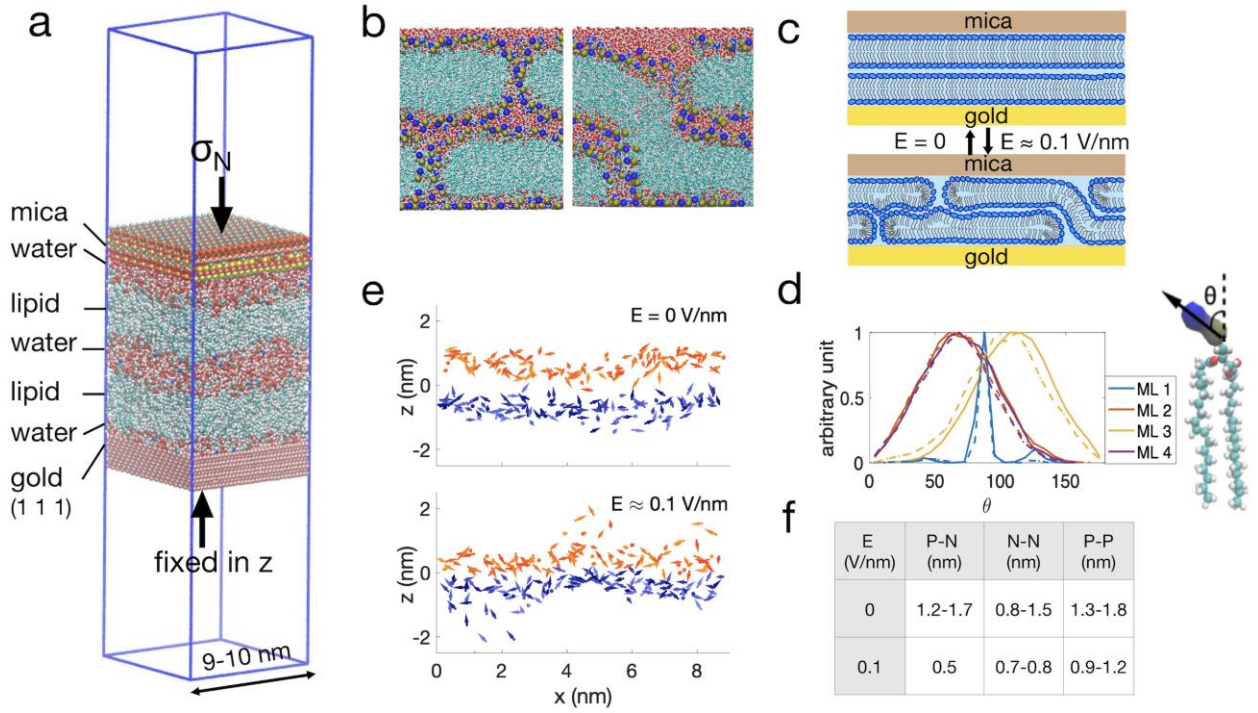 a
σN
mica
water
lipid
water
lipid
water
gold
(1 1 1)
fixed in z
9-10 nm
b
c
mica
gold
E = 0
E ≈ 0.1 V/nm
mica
gold
e
E = 0 V/nm
2
0
-2
z (nm)
E ≈ 0.1 V/nm
2
0
-2
z (nm)
0
2
4
6
8
x (nm)
d
1
0.5
0
arbitrary unit
0
50
100
150
θ
ML 1
ML 2
ML 3
ML 4
θ
f
E (V/nm) P-N (nm) N-N (nm) P-P (nm)
0 1.2-1.7 0.8-1.5 1.3-1.8
0.1 0.5 0.7-0.8 0.9-1.2